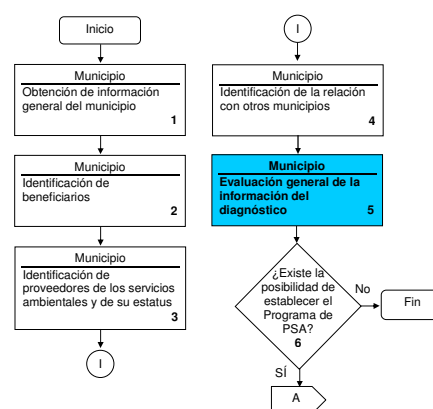 Inicio
Municipio
Obtención de información
general del municipio
1
Municipio
Identificación de
beneficiarios
2
Municipio
Identificación de
proveedores de los servicios
ambientales y de su estatus
3
I
I
Municipio
Identificación de la relación
con otros municipios
4
Municipio
Evaluación general de la
información del
diagnóstico
5
¿Existe la
posibilidad de
establecer el
Programa de
PSA?
6
No
Fin
SÍ
A